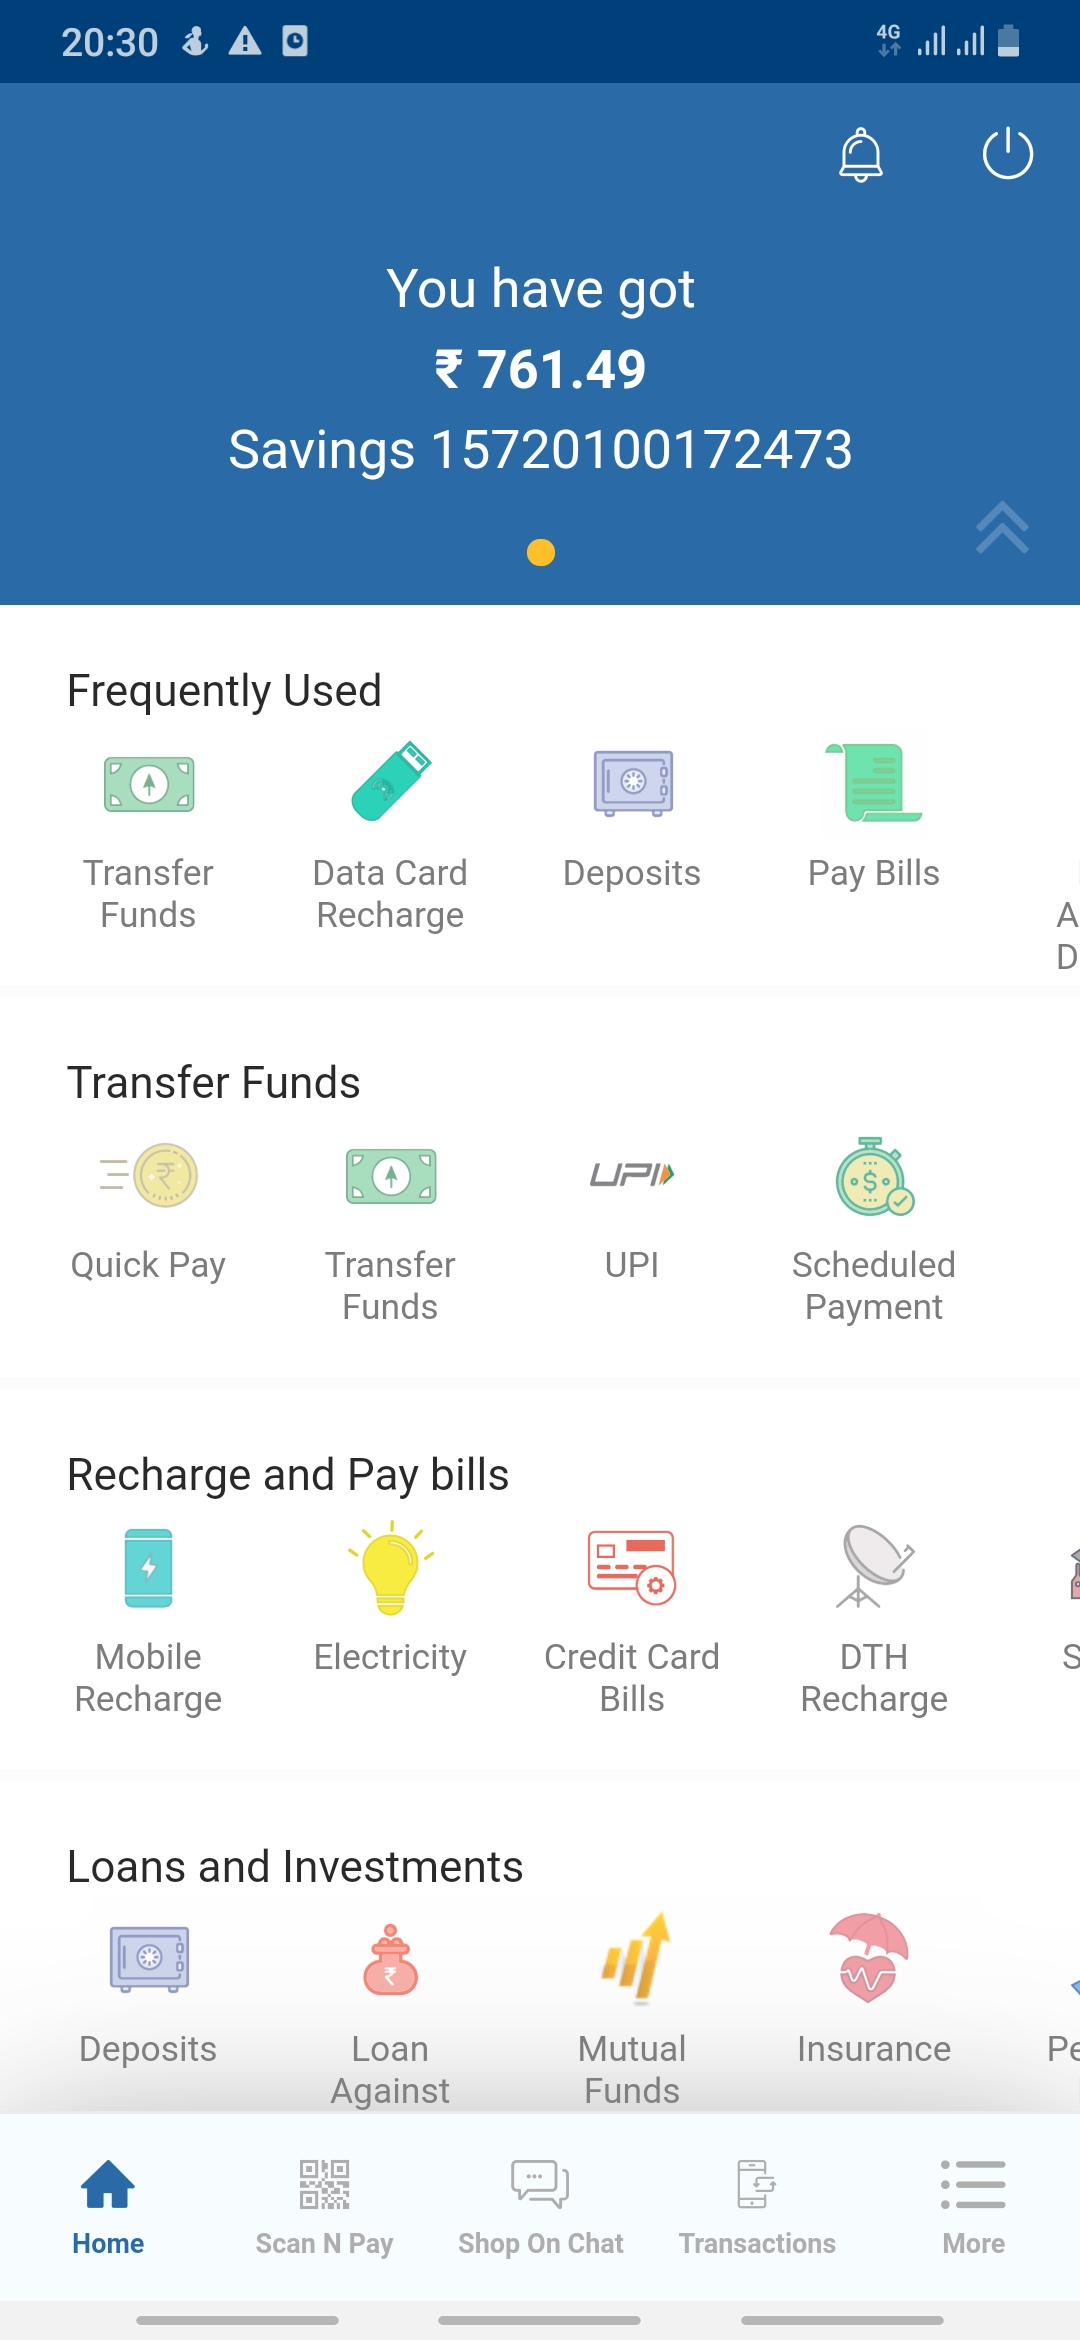 20:30
4G
You have got
₹ 761.49
Savings 15720100172473
Frequently Used
Transfer Funds
Data Card Recharge
Deposits
Pay Bills
A
D
Transfer Funds
UPI
Quick Pay
Transfer Funds
UPI
Scheduled Payment
Recharge and Pay bills
Mobile Recharge
Electricity
Credit Card Bills
DTH Recharge
S
Loans and Investments
Deposits
Loan Against
Mutual Funds
Insurance
Pe
Home
Scan N Pay
Shop On Chat
Transactions
More